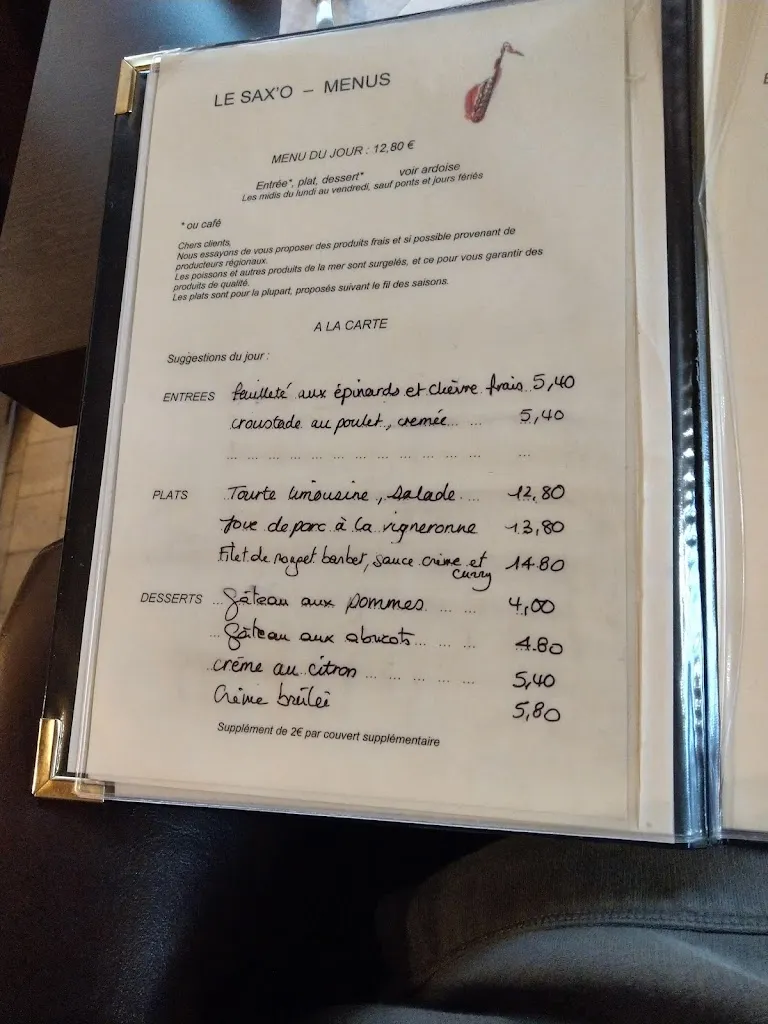 LE SAX'O – MENUS
MENU DU JOUR : 12,80 €
Entrée*, plat, dessert* voir ardoise
Les midis du lundi au vendredi, sauf ponts et jours fériés
* ou café
Chers clients,
Nous essayons de vous proposer des produits frais et si possible provenant de
producteurs régionaux.
Les poissons et autres produits de la mer sont surgelés, et ce pour vous garantir des
produits de qualité.
Les plats sont pour la plupart, proposés suivant le fil des saisons.
A LA CARTE
Suggestions du jour :
ENTREES feuilleté aux épinards et chèvre frais 5,40
croustade au poulet, cremée... ... 5,40
... ... ... ... ... ... ... ... ... ... ... ... ...
PLATS Tourte limousine, salade ... 12,80
Joue de porc à la vigneronne 13,80
Filet de rouget barbet, sauce crème et 14.80
curry
DESSERTS ... Gâteau aux pommes ... ... 4,00
... Gâteau aux abricots... ... ... 4.80
crème au citron ... ... ... ... 5,40
Crème brûlée 5,80
Supplément de 2€ par couvert supplémentaire